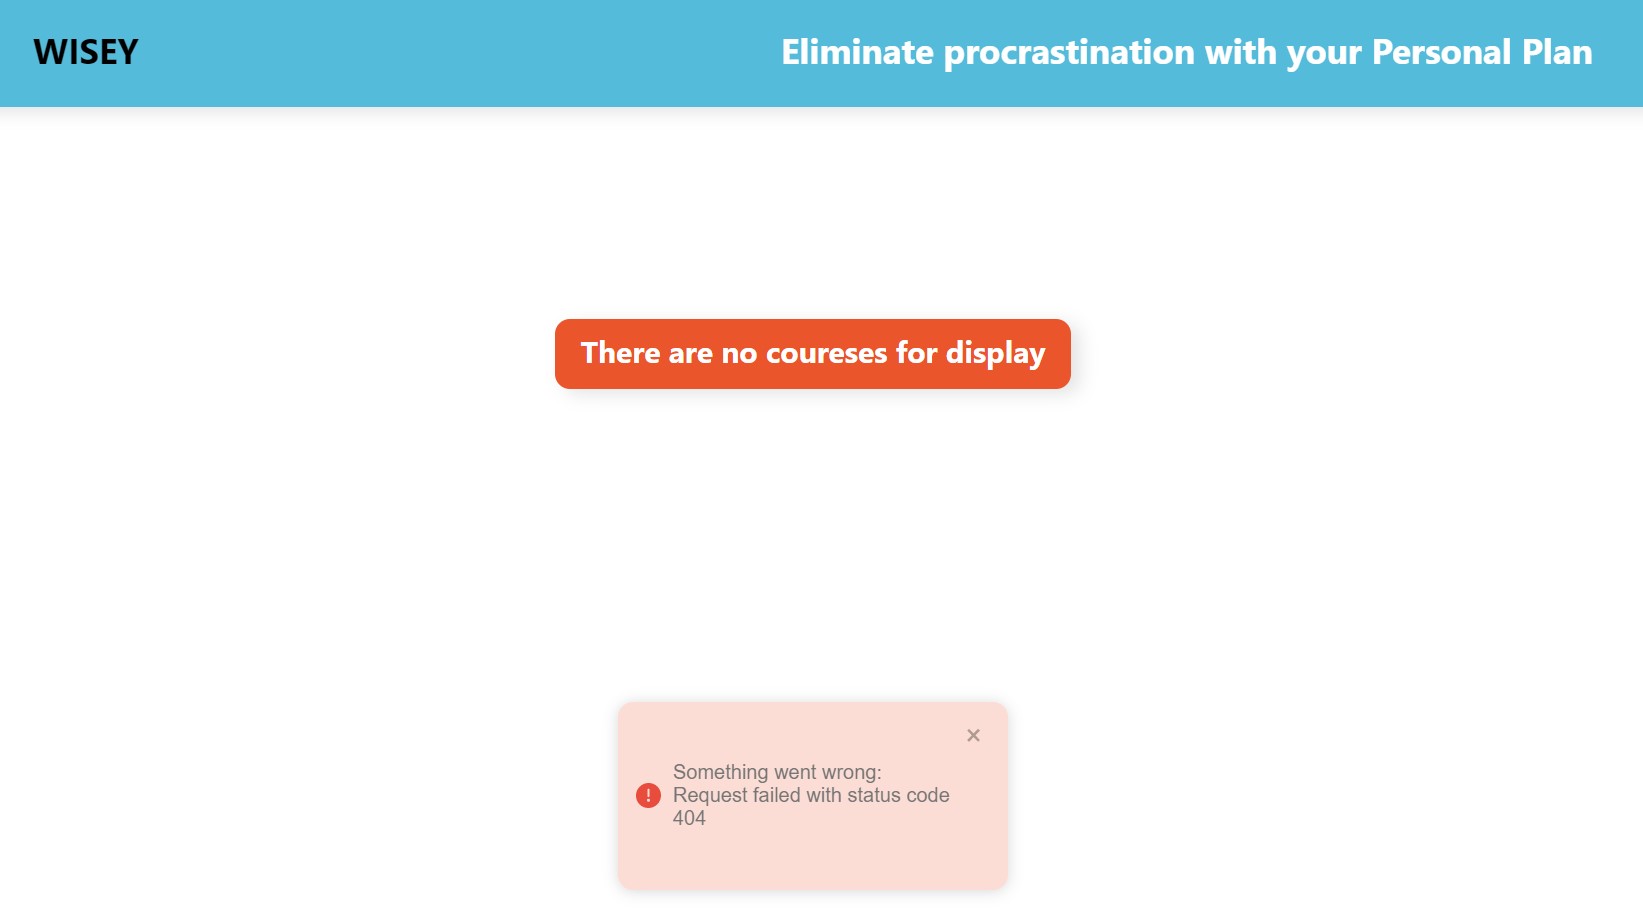 WISEY
Eliminate procrastination with your Personal Plan
There are no coureses for display
Something went wrong:
Request failed with status code
404